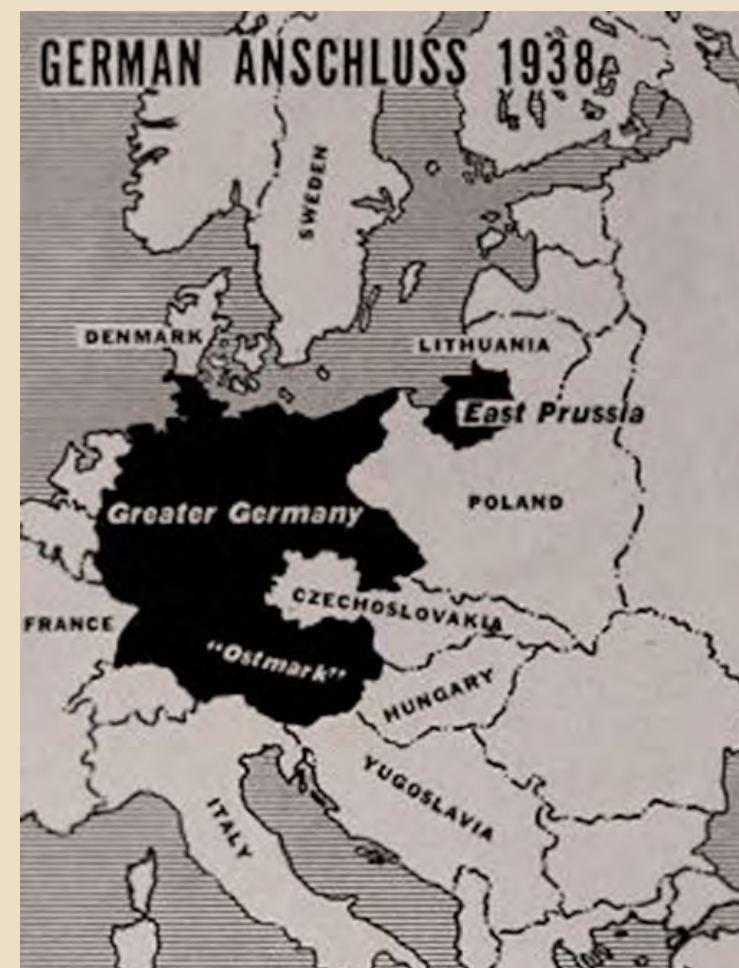 GERMAN ANSCHLUSS 1938
SWEDEN
DENMARK
LITHUANIA
East Prussia
Greater Germany
POLAND
CZECHOSLOVAKIA
FRANCE
"Ostmark"
HUNGARY
YUGOSLAVIA
ITALY